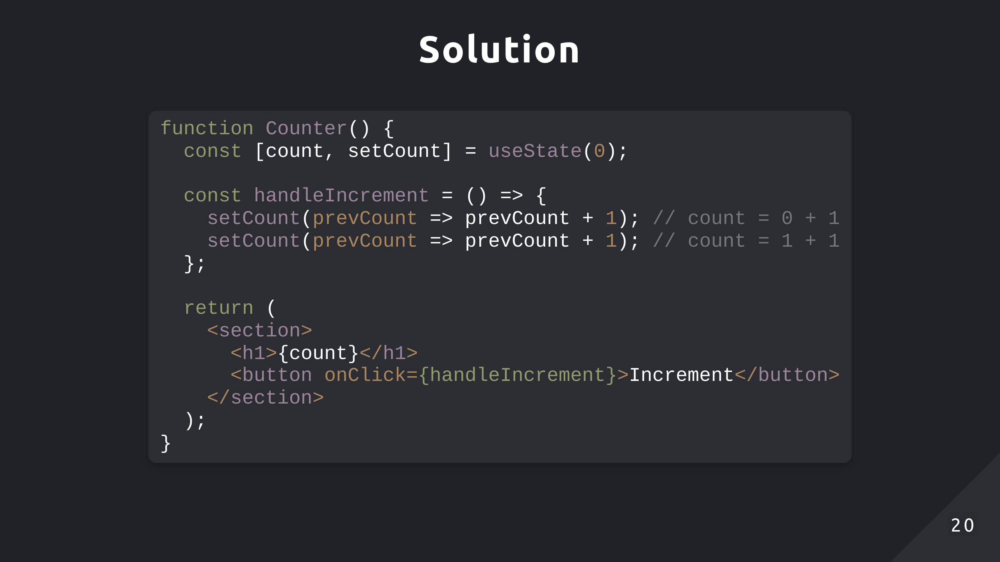 Solution
function Counter() {
  const [count, setCount] = useState(0);

  const handleIncrement = () => {
    setCount(prevCount => prevCount + 1); // count = 0 + 1
    setCount(prevCount => prevCount + 1); // count = 1 + 1
  };

  return (
    <section>
      <h1>{count}</h1>
      <button onClick={handleIncrement}>Increment</button>
    </section>
  );
}
20